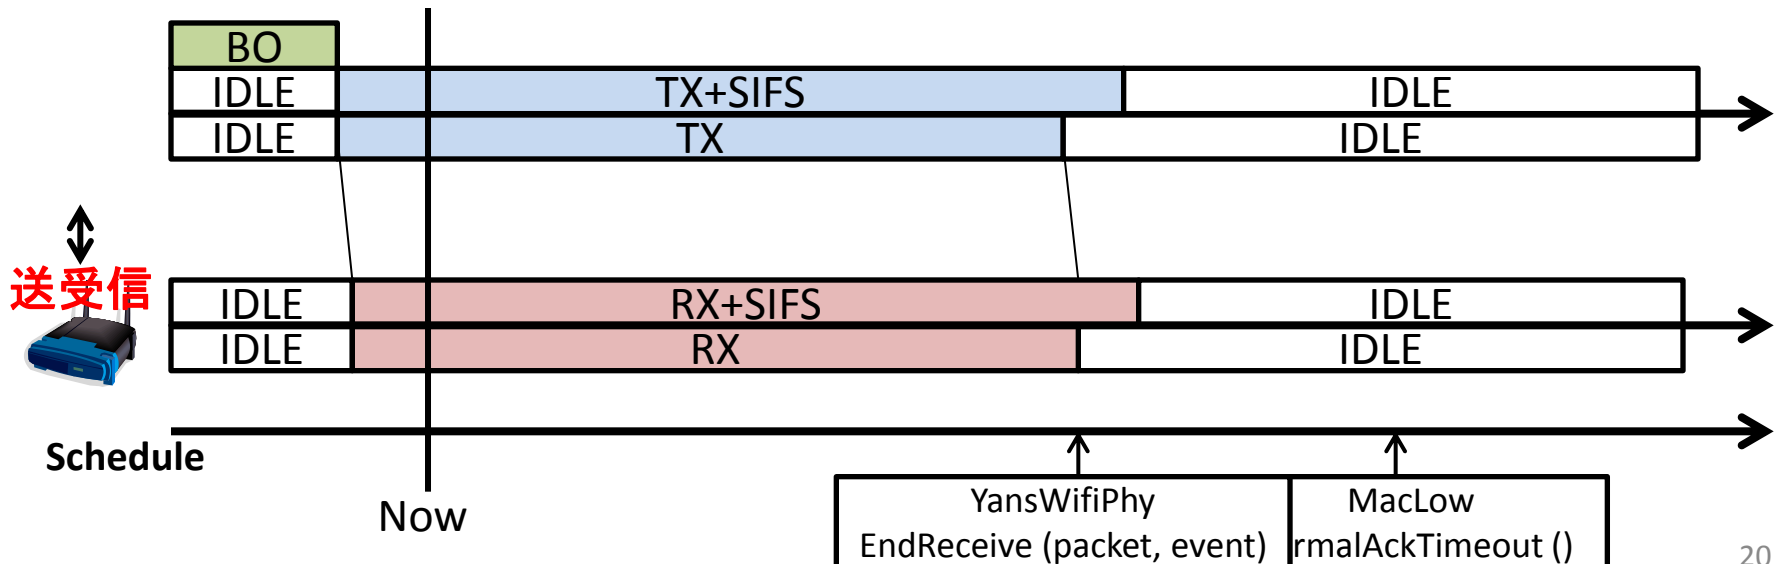 BO
IDLE TX+SIFS IDLE
IDLE TX IDLE
送受信
IDLE RX+SIFS IDLE
IDLE RX IDLE
Schedule
Now
YansWifiPhy
EndReceive (packet, event)
MacLow
rmalAckTimeout ()
20